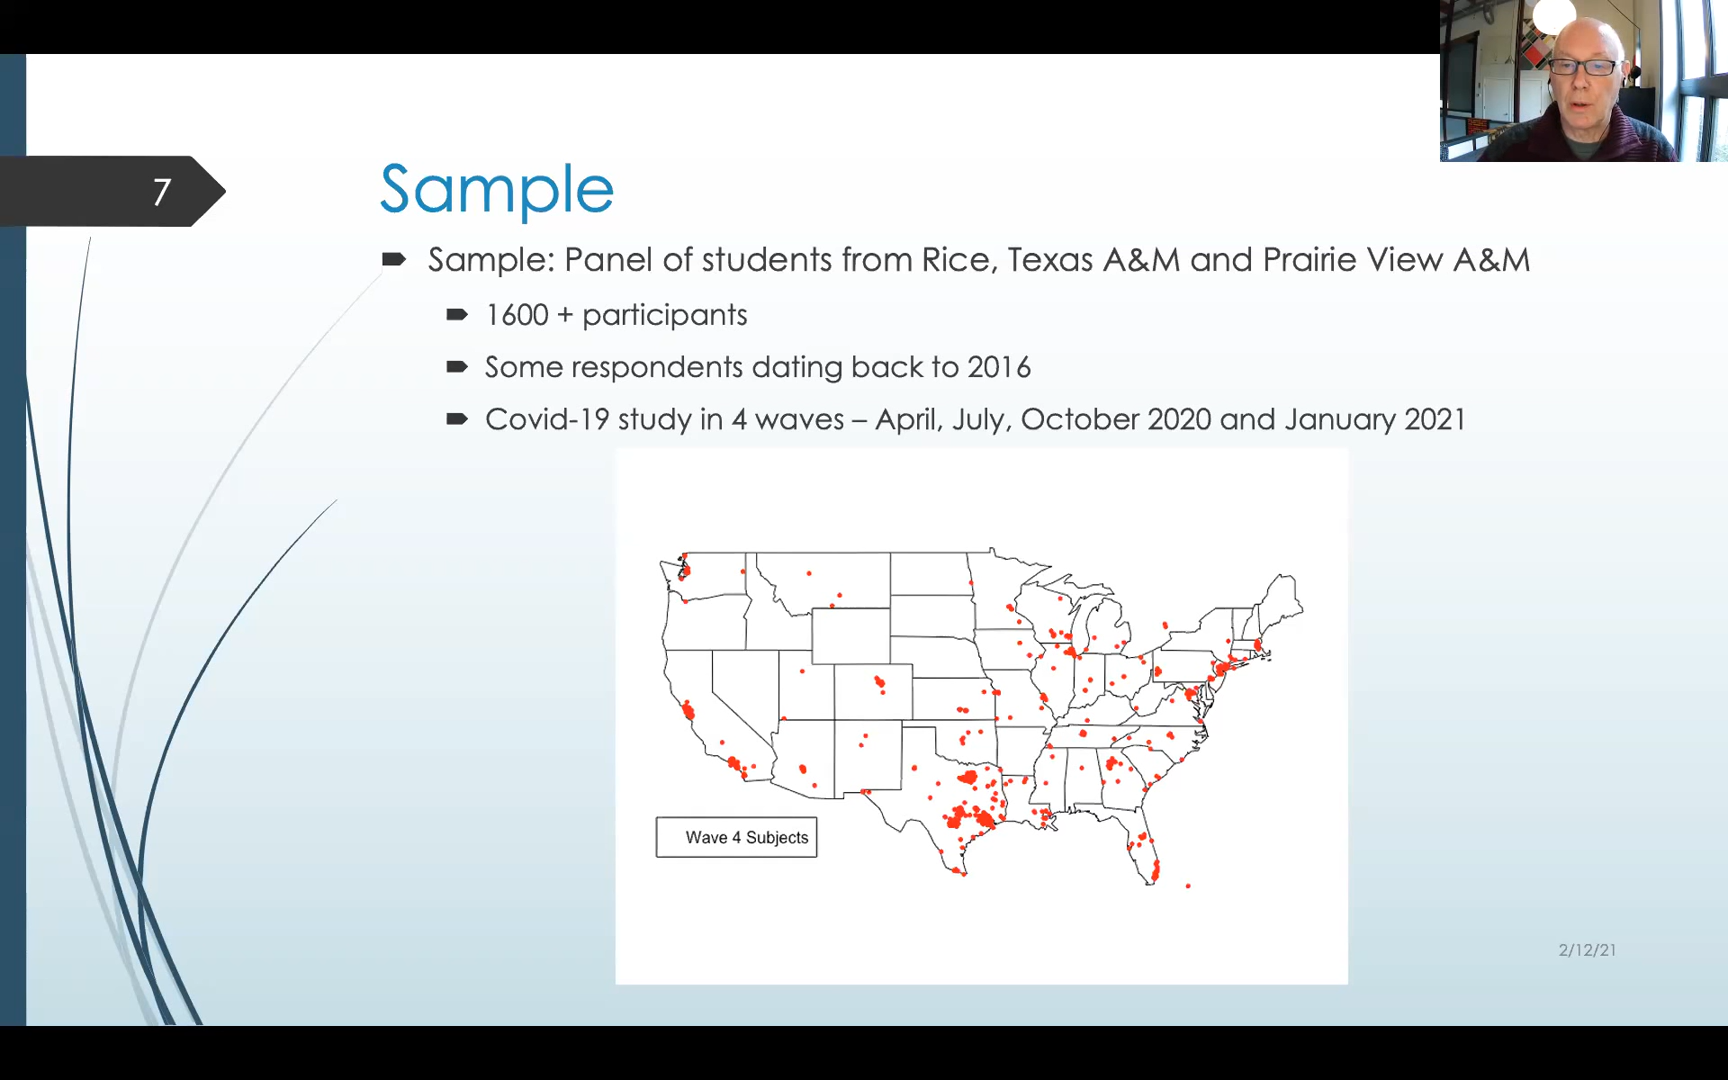 7
Sample
Sample: Panel of students from Rice, Texas A&M and Prairie View A&M
1600 + participants
Some respondents dating back to 2016
Covid-19 study in 4 waves – April, July, October 2020 and January 2021
Wave 4 Subjects
2/12/21